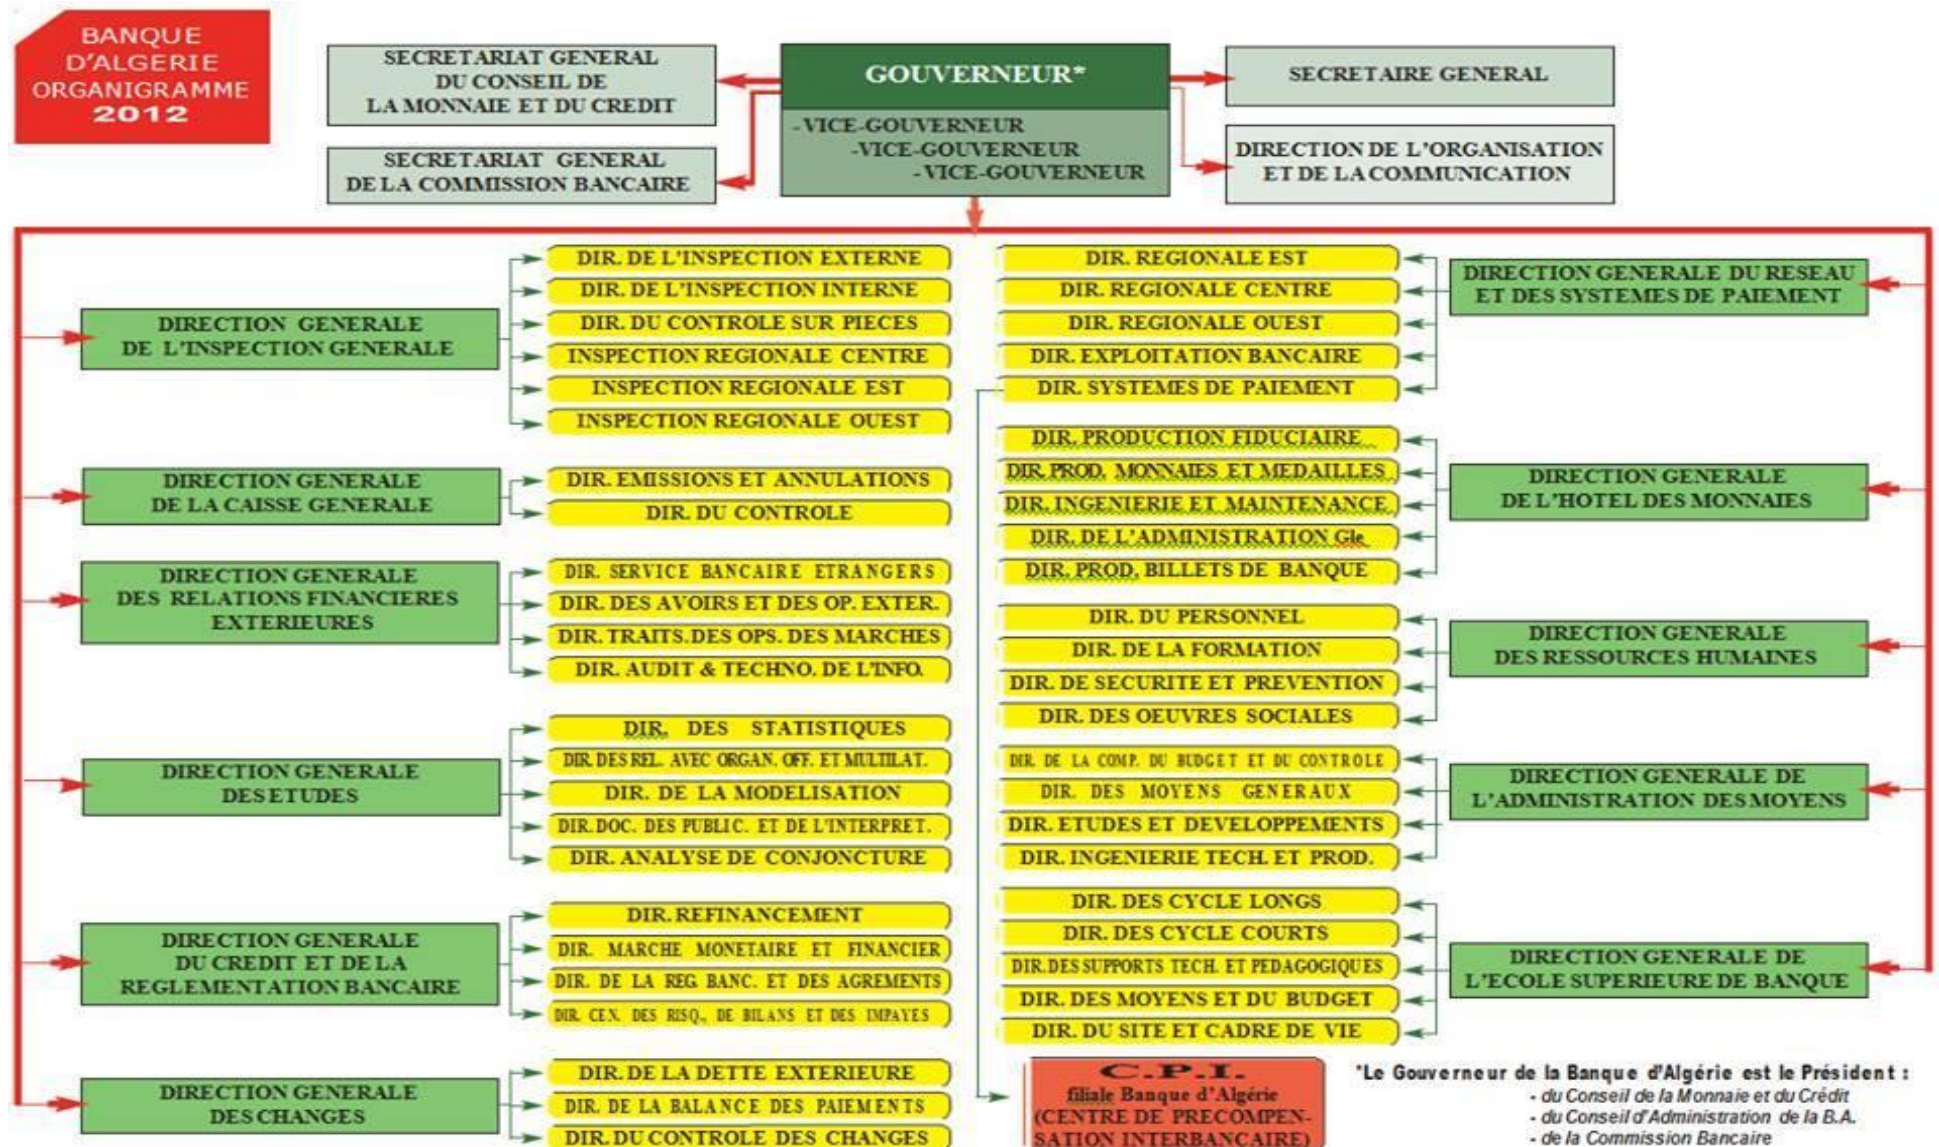 BANQUE
D'ALGERIE
ORGANIGRAMME
2012
SECRETARIAT GENERAL
DU CONSEIL DE
LA MONNAIE ET DU CREDIT
SECRETARIAT GENERAL
DE LA COMMISSION BANCAIRE
GOUVERNEUR*
- VICE-GOUVERNEUR
-VICE-GOUVERNEUR
- VICE-GOUVERNEUR
SECRETAIRE GENERAL
DIRECTION DE L'ORGANISATION
ET DE LA COMMUNICATION
DIRECTION GENERALE
DE L'INSPECTION GENERALE
DIR. DE L'INSPECTION EXTERNE
DIR. DE L'INSPECTION INTERNE
DIR. DU CONTROLE SUR PIECES
INSPECTION REGIONALE CENTRE
INSPECTION REGIONALE EST
INSPECTION REGIONALE OUEST
DIRECTION GENERALE
DE LA CAISSE GENERALE
DIR. EMISSIONS ET ANNULATIONS
DIR. DU CONTROLE
DIRECTION GENERALE
DES RELATIONS FINANCIERES
EXTERIEURES
DIR. SERVICE BANCAIRE ETRANGERS
DIR. DES AVOIRS ET DES OP. EXTER.
DIR. TRAITS.DES OPS. DES MARCHES
DIR. AUDIT & TECHNO. DE L'INFO.
DIRECTION GENERALE
DES ETUDES
DIR. DES STATISTIQUES
DIR. DES REL. AVEC ORGAN. OFF. ET MULTILAT.
DIR. DE LA MODELISATION
DIR. DOC. DES PUBLIC. ET DE L'INTERPRET.
DIR. ANALYSE DE CONJONCTURE
DIRECTION GENERALE
DU CREDIT ET DE LA
REGLEMENTATION BANCAIRE
DIR. REFINANCEMENT
DIR. MARCHE MONETAIRE ET FINANCIER
DIR. DE LA REG. BANC. ET DES AGREMENTS
DIR. CEN. DES RISQ., DE BILANS ET DES IMPAYES
DIRECTION GENERALE
DES CHANGES
DIR. DE LA DETTE EXTERIEURE
DIR. DE LA BALANCE DES PAIEMENTS
DIR. DU CONTROLE DES CHANGES
DIR. REGIONALE EST
DIR. REGIONALE CENTRE
DIR. REGIONALE OUEST
DIR. EXPLOITATION BANCAIRE
DIR. SYSTEMES DE PAIEMENT
DIRECTION GENERALE DU RESEAU
ET DES SYSTEMES DE PAIEMENT
DIR. PRODUCTION FIDUCIAIRE
DIR. PROD. MONNAIES ET MEDAILLES
DIR. INGENIERIE ET MAINTENANCE
DIR. DE L'ADMINISTRATION Gle
DIR. PROD. BILLETS DE BANQUE
DIRECTION GENERALE
DE L'HOTEL DES MONNAIES
DIR. DU PERSONNEL
DIR. DE LA FORMATION
DIR. DE SECURITE ET PREVENTION
DIR. DES OEUVRES SOCIALES
DIRECTION GENERALE
DES RESSOURCES HUMAINES
DIR. DE LA COMP. DU BUDGET ET DU CONTROLE
DIR. DES MOYENS GENERAUX
DIR. ETUDES ET DEVELOPPEMENTS
DIR. INGENIERIE TECH. ET PROD.
DIRECTION GENERALE DE
L'ADMINISTRATION DES MOYENS
DIR. DES CYCLE LONGS
DIR. DES CYCLE COURTS
DIR. DES SUPPORTS TECH. ET PEDAGOGIQUES
DIR. DES MOYENS ET DU BUDGET
DIR. DU SITE ET CADRE DE VIE
DIRECTION GENERALE DE
L'ECOLE SUPERIEURE DE BANQUE
C.P.I.
filiale Banque d'Algérie
(CENTRE DE PRECOMPEN-
SATION INTERBANCAIRE)
*Le Gouverneur de la Banque d'Algérie est le Président :
- du Conseil de la Monnaie et du Crédit
- du Conseil d'Administration de la B.A.
- de la Commission Bancaire